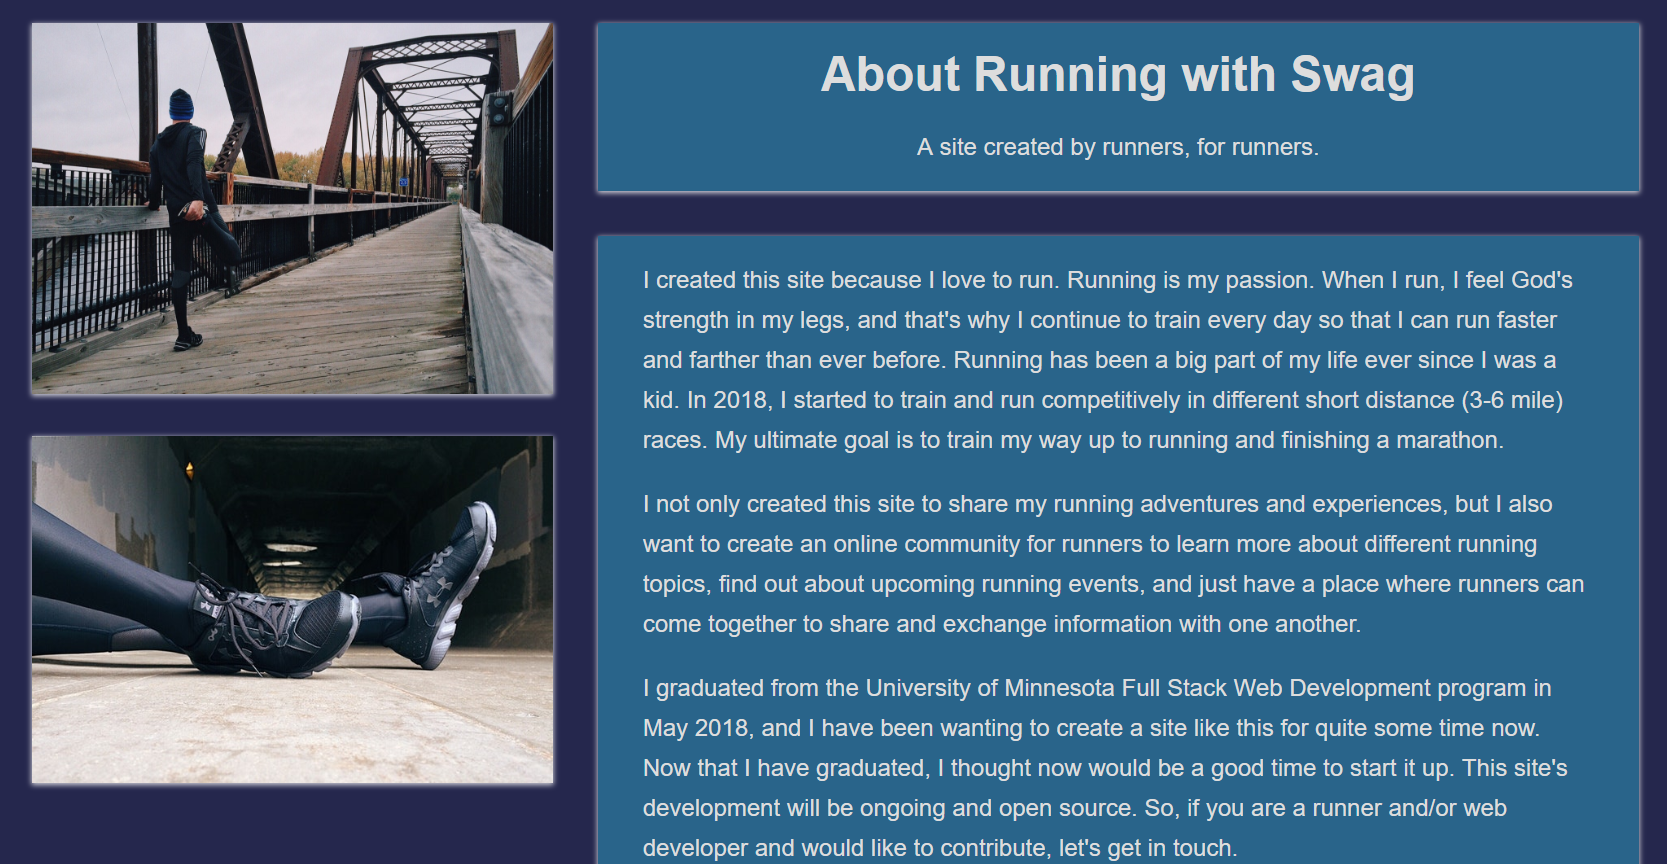 About Running with Swag
A site created by runners, for runners.
I created this site because I love to run. Running is my passion. When I run, I feel God's
strength in my legs, and that's why I continue to train every day so that I can run faster
and farther than ever before. Running has been a big part of my life ever since I was a
kid. In 2018, I started to train and run competitively in different short distance (3-6 mile)
races. My ultimate goal is to train my way up to running and finishing a marathon.
I not only created this site to share my running adventures and experiences, but I also
want to create an online community for runners to learn more about different running
topics, find out about upcoming running events, and just have a place where runners can
come together to share and exchange information with one another.
I graduated from the University of Minnesota Full Stack Web Development program in
May 2018, and I have been wanting to create a site like this for quite some time now.
Now that I have graduated, I thought now would be a good time to start it up. This site's
development will be ongoing and open source. So, if you are a runner and/or web
developer and would like to contribute, let's get in touch.